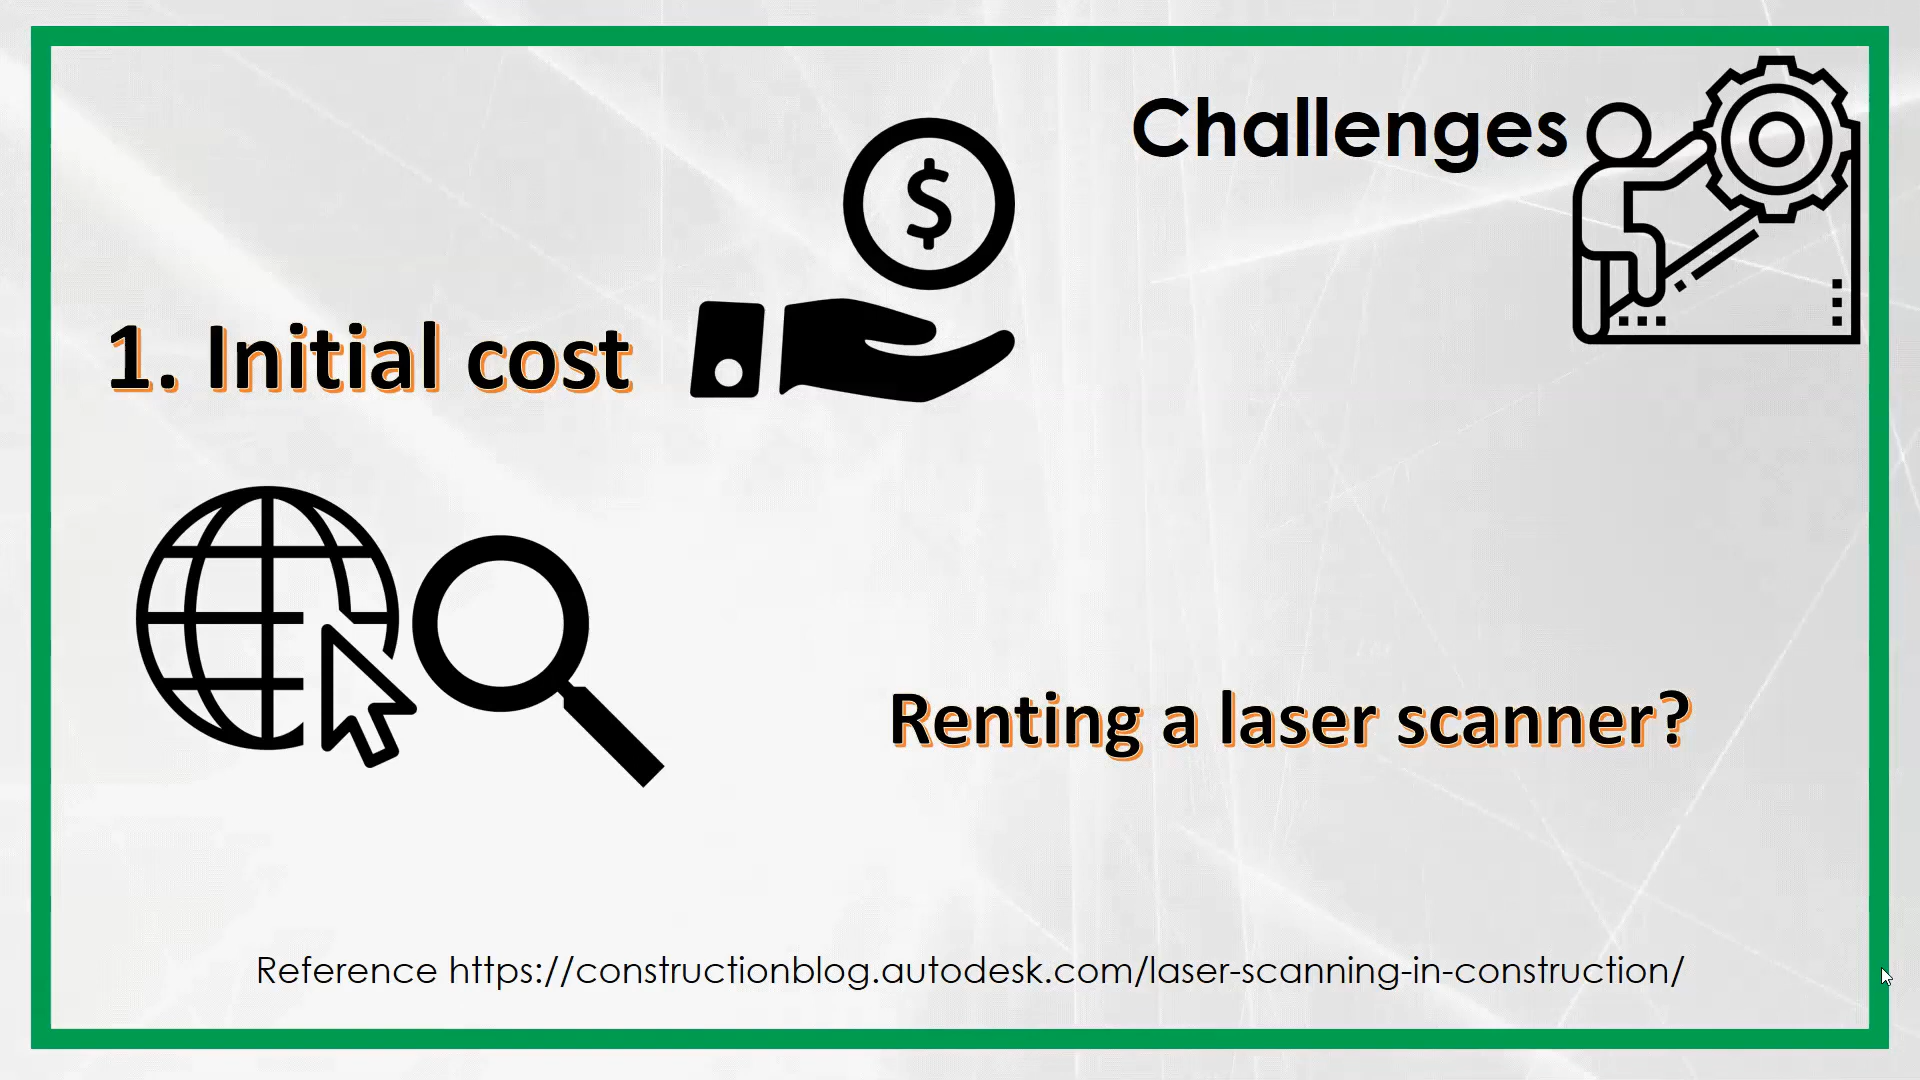 Challenges
$
1. Initial cost
Renting a laser scanner?
Reference https://constructionblog.autodesk.com/laser-scanning-in-construction/